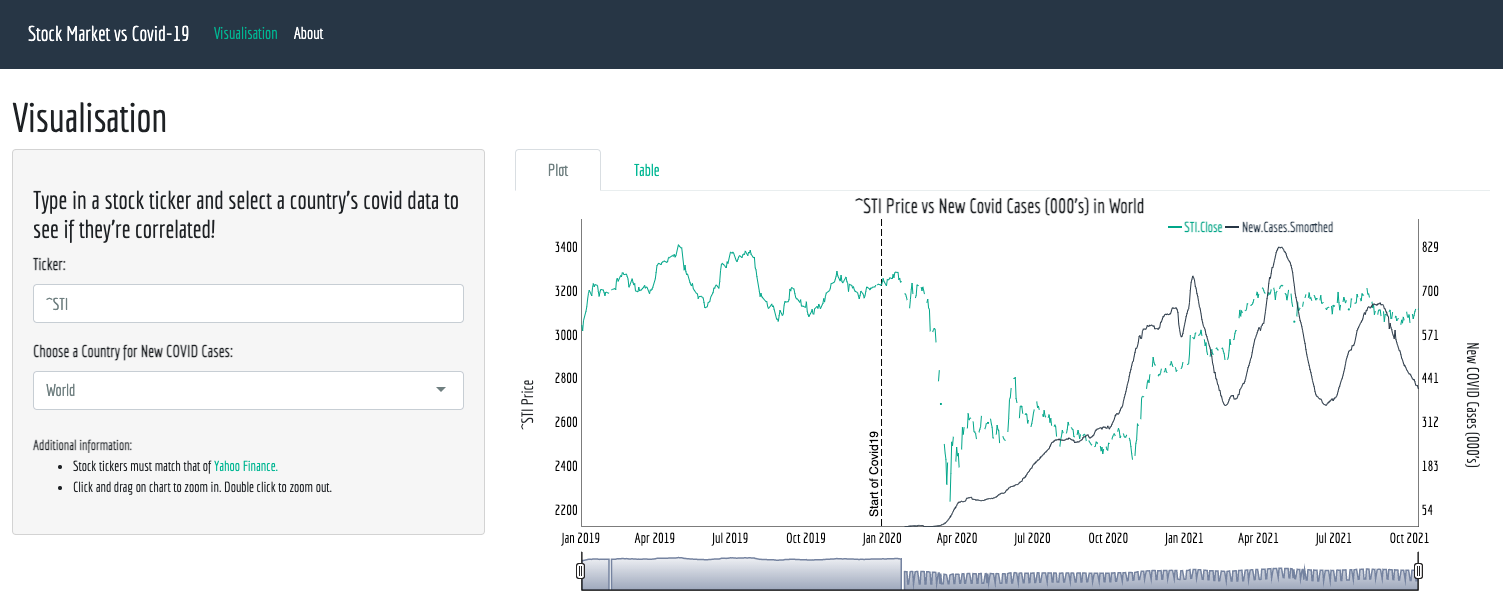 Stock Market vs Covid-19 Visualisation About
Visualisation
Type in a stock ticker and select a country's covid data to
see if they're correlated!
Ticker:
^STI
Choose a Country for New COVID Cases:
World
Additional information:
Stock tickers must match that of Yahoo Finance.
Click and drag on chart to zoom in. Double click to zoom out.
Plot Table
^STI Price vs New Covid Cases (000's) in World
STI.Close New.Cases.Smoothed
^STI Price
3400
3200
3000
2800
2600
2400
2200
Start of Covid19
829
700
571
441
312
183
54
New COVID Cases (000's)
Jan 2019 Apr 2019 Jul 2019 Oct 2019 Jan 2020 Apr 2020 Jul 2020 Oct 2020 Jan 2021 Apr 2021 Jul 2021 Oct 2021